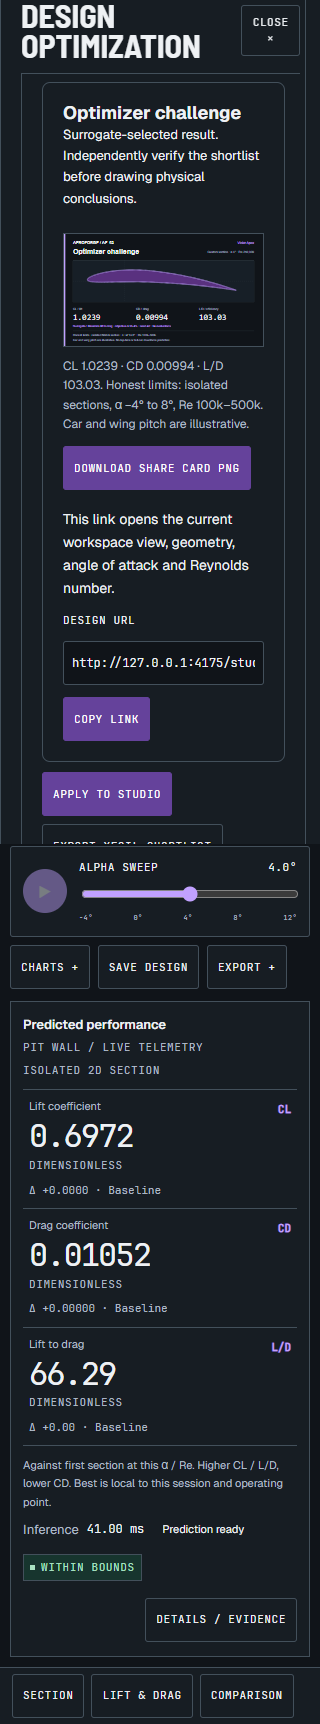 DESIGN
OPTIMIZATION
CLOSE
×
Optimizer challenge
Surrogate-selected result.
Independently verify the shortlist
before drawing physical
conclusions.
Optimizer challenge
1.0239
0.00994
103.03
CL 1.0239 · CD 0.00994 · L/D
103.03. Honest limits: isolated
sections, α −4° to 8°, Re 100k–500k.
Car and wing pitch are illustrative.
DOWNLOAD SHARE CARD PNG
This link opens the current
workspace view, geometry,
angle of attack and Reynolds
number.
DESIGN URL
http://127.0.0.1:4175/stud
COPY LINK
APPLY TO STUDIO
ALPHA SWEEP 4.0°
-4° 0° 4° 8° 12°
CHARTS + SAVE DESIGN EXPORT +
Predicted performance
PIT WALL / LIVE TELEMETRY
ISOLATED 2D SECTION
Lift coefficient CL
0.6972
DIMENSIONLESS
Δ +0.0000 · Baseline
Drag coefficient CD
0.01052
DIMENSIONLESS
Δ +0.00000 · Baseline
Lift to drag L/D
66.29
DIMENSIONLESS
Δ +0.00 · Baseline
Against first section at this α / Re. Higher CL / L/D,
lower CD. Best is local to this session and operating
point.
Inference 41.00 ms Prediction ready
WITHIN BOUNDS
DETAILS / EVIDENCE
SECTION LIFT & DRAG COMPARISON